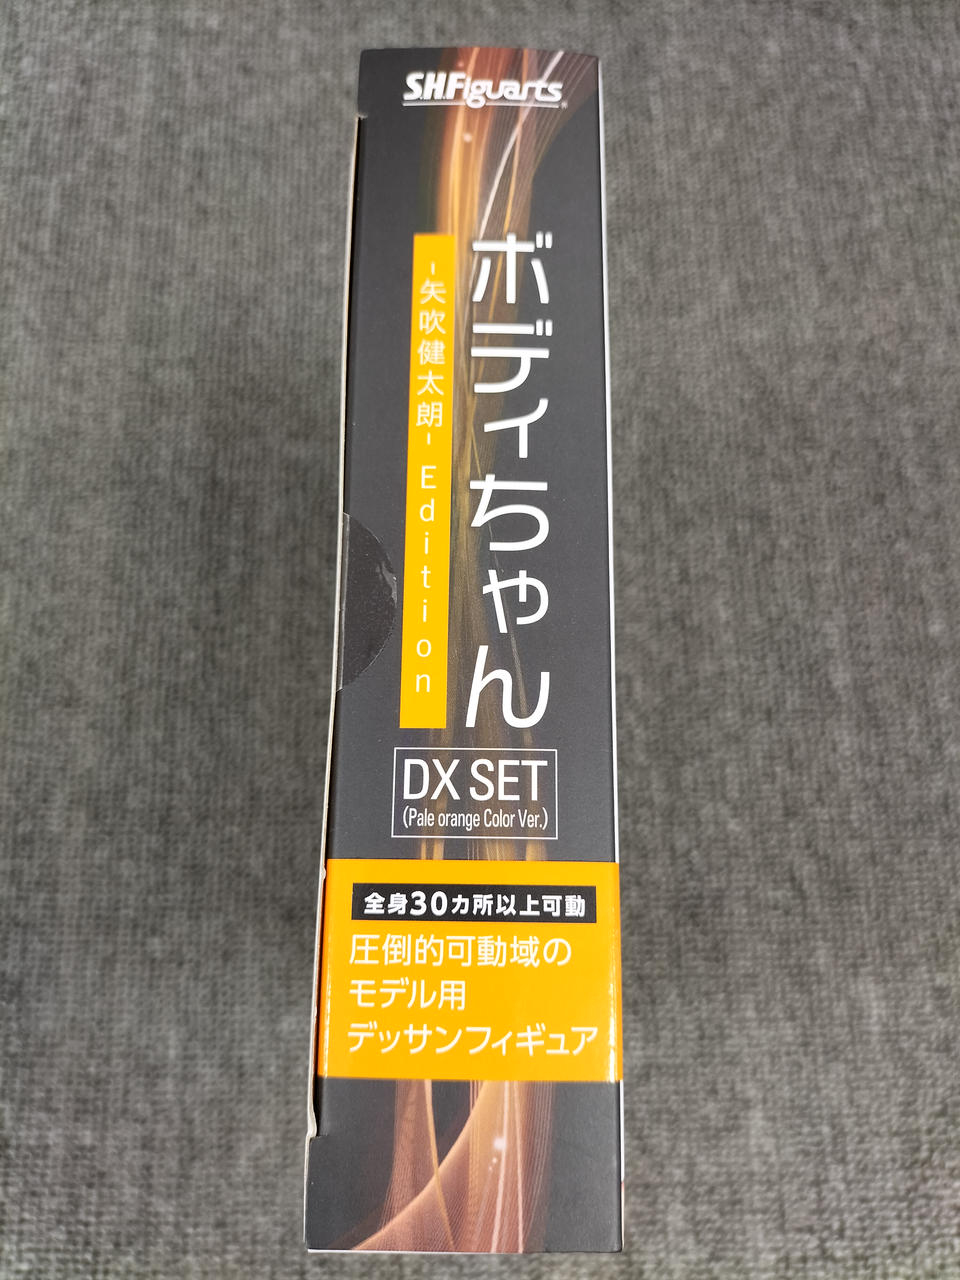 S.H.Figuarts
ボディちゃん
-矢吹健太朗- Edition
DX SET
(Pale orange Color Ver.)
全身30カ所以上可動
圧倒的可動域の
モデル用
デッサンフィギュア